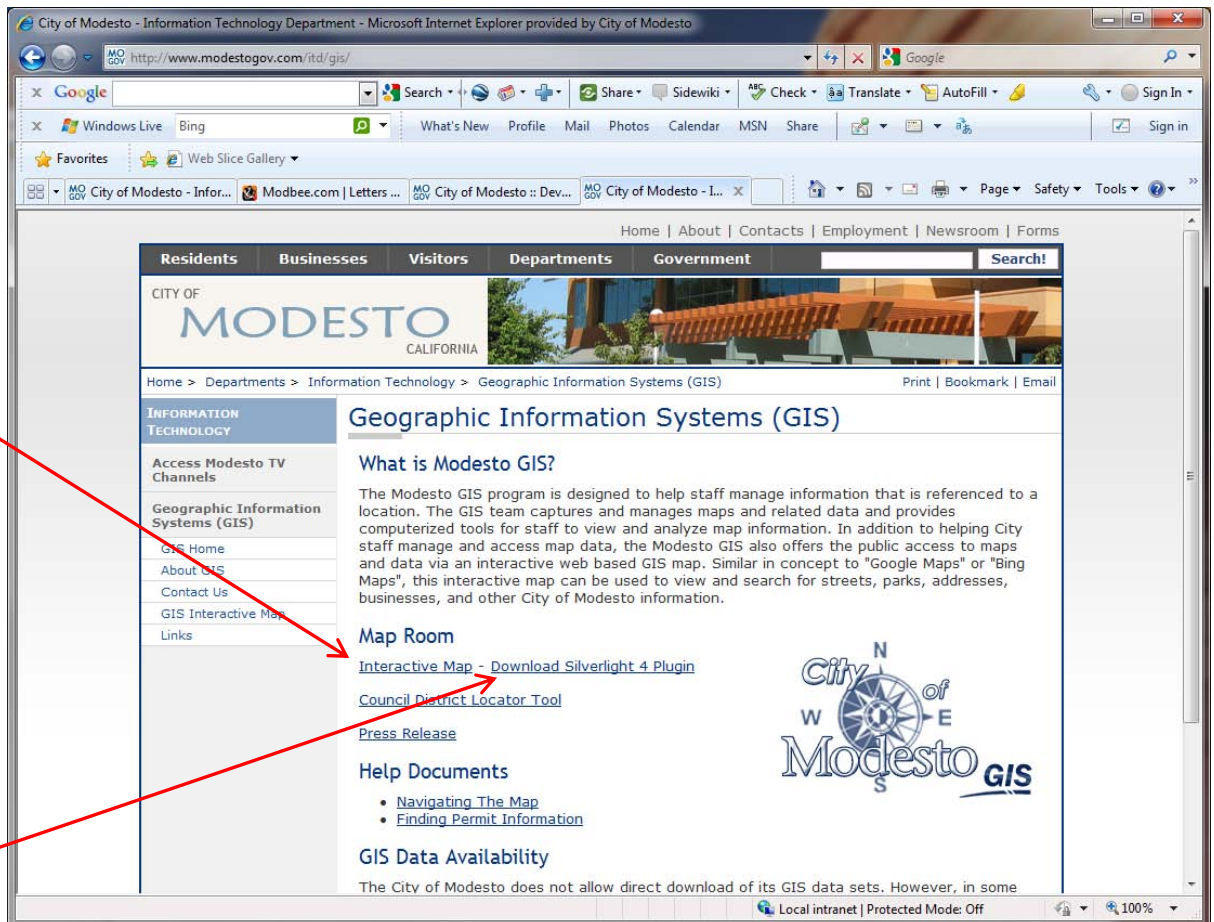 City of Modesto - Information Technology Department - Microsoft Internet Explorer provided by City of Modesto
MO GOV http://www.modestogov.com/itd/gis/ Google
x Google Search Share Sidewiki Check Translate AutoFill Sign In
x Windows Live Bing What's New Profile Mail Photos Calendar MSN Share Sign in
Favorites Web Slice Gallery
MO GOV City of Modesto - Infor... Modbee.com | Letters ... MO GOV City of Modesto :: Dev... MO GOV City of Modesto - I... x Page Safety Tools »
Home | About | Contacts | Employment | Newsroom | Forms
Residents Businesses Visitors Departments Government Search!
CITY OF
MODESTO
CALIFORNIA
Home > Departments > Information Technology > Geographic Information Systems (GIS) Print | Bookmark | Email
INFORMATION
TECHNOLOGY
Access Modesto TV
Channels
Geographic Information
Systems (GIS)
GIS Home
About GIS
Contact Us
GIS Interactive Map
Links
Geographic Information Systems (GIS)
What is Modesto GIS?
The Modesto GIS program is designed to help staff manage information that is referenced to a
location. The GIS team captures and manages maps and related data and provides
computerized tools for staff to view and analyze map information. In addition to helping City
staff manage and access map data, the Modesto GIS also offers the public access to maps
and data via an interactive web based GIS map. Similar in concept to "Google Maps" or "Bing
Maps", this interactive map can be used to view and search for streets, parks, addresses,
businesses, and other City of Modesto information.
Map Room
Interactive Map - Download Silverlight 4 Plugin
Council District Locator Tool
Press Release
N
City of
W E
Modesto GIS
S
Help Documents
• Navigating The Map
• Finding Permit Information
GIS Data Availability
The City of Modesto does not allow direct download of its GIS data sets. However, in some
Local intranet | Protected Mode: Off 100%